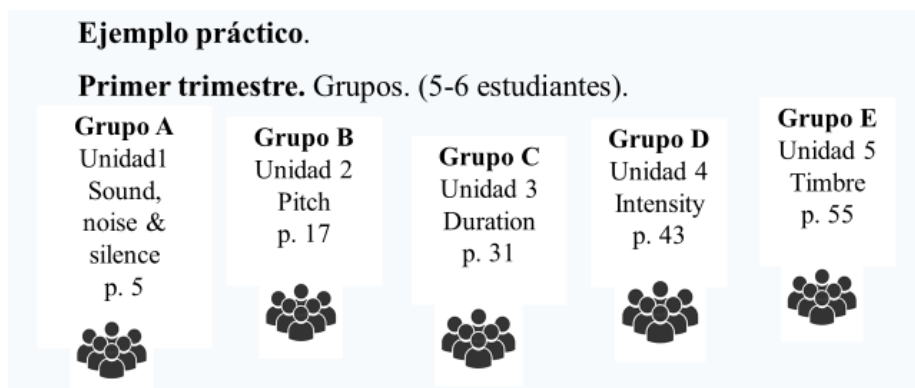 Ejemplo práctico.
Primer trimestre. Grupos. (5-6 estudiantes).
Grupo A
Unidad1
Sound,
noise &
silence
p. 5
Grupo B
Unidad 2
Pitch
p. 17
Grupo C
Unidad 3
Duration
p. 31
Grupo D
Unidad 4
Intensity
p. 43
Grupo E
Unidad 5
Timbre
p. 55